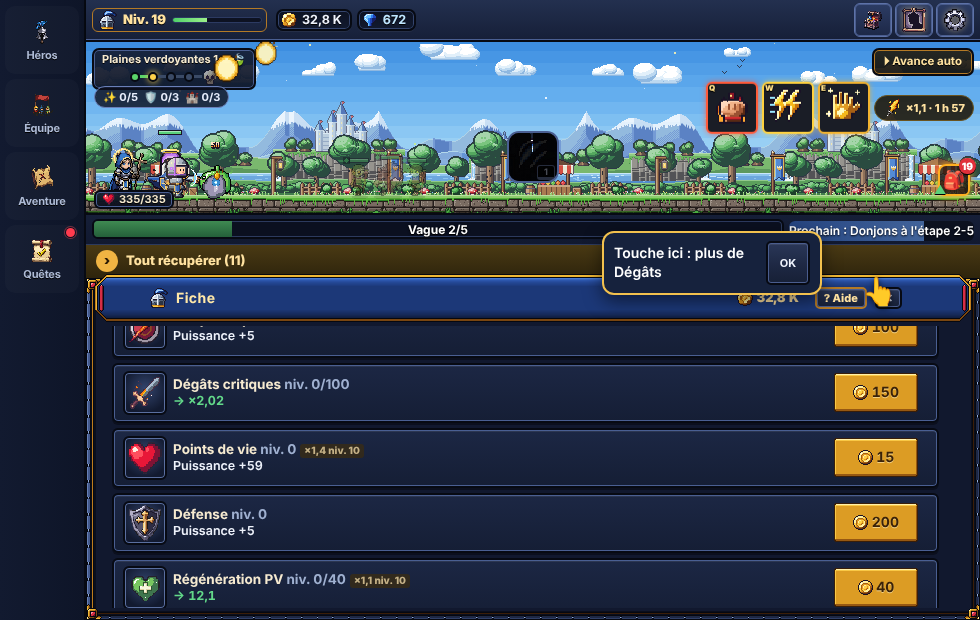 Niv. 19
32,8 K
672
Héros
Équipe
Aventure
Quêtes
Plaines verdoyantes 1
0/5 0/3 0/3
Avance auto
Q
W
E
×1,1 · 1 h 57
1
19
335/335
Vague 2/5
Prochain : Donjons à l'étape 2-5
Tout récupérer (11)
Touche ici : plus de
Dégâts
OK
Fiche
32,8 K
? Aide
Puissance +5
100
Dégâts critiques niv. 0/100
→ ×2,02
150
Points de vie niv. 0 ×1,4 niv. 10
Puissance +59
15
Défense niv. 0
Puissance +5
200
Régénération PV niv. 0/40 ×1,1 niv. 10
→ 12,1
40